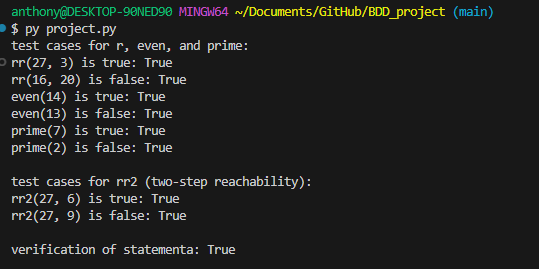 anthony@DESKTOP-90NED90 MINGW64 ~/Documents/GitHub/BDD_project (main)
$ py project.py
test cases for r, even, and prime:
rr(27, 3) is true: True
rr(16, 20) is false: True
even(14) is true: True
even(13) is false: True
prime(7) is true: True
prime(2) is false: True

test cases for rr2 (two-step reachability):
rr2(27, 6) is true: True
rr2(27, 9) is false: True

verification of statementa: True